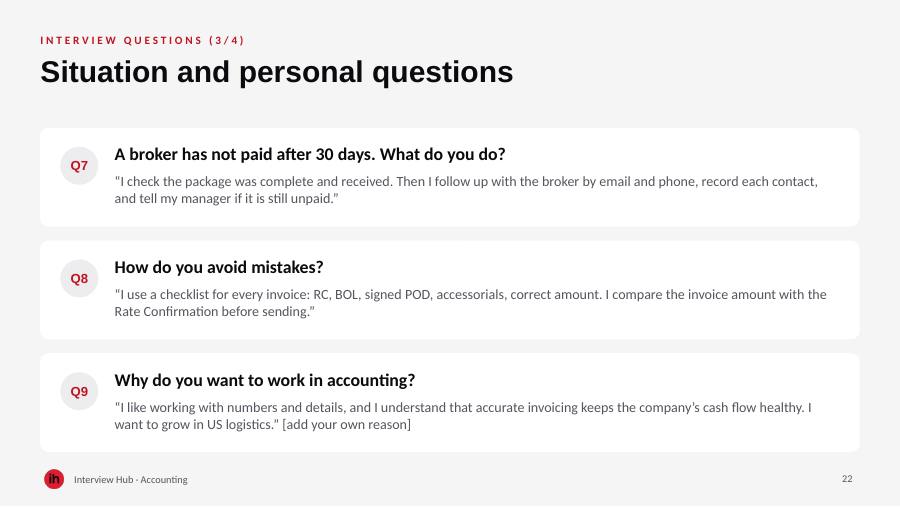 INTERVIEW QUESTIONS (3/4)
Situation and personal questions
Q7
A broker has not paid after 30 days. What do you do?
“I check the package was complete and received. Then I follow up with the broker by email and phone, record each contact,
and tell my manager if it is still unpaid.”
Q8
How do you avoid mistakes?
“I use a checklist for every invoice: RC, BOL, signed POD, accessorials, correct amount. I compare the invoice amount with the
Rate Confirmation before sending.”
Q9
Why do you want to work in accounting?
“I like working with numbers and details, and I understand that accurate invoicing keeps the company’s cash flow healthy. I
want to grow in US logistics.” [add your own reason]
ih
Interview Hub · Accounting
22